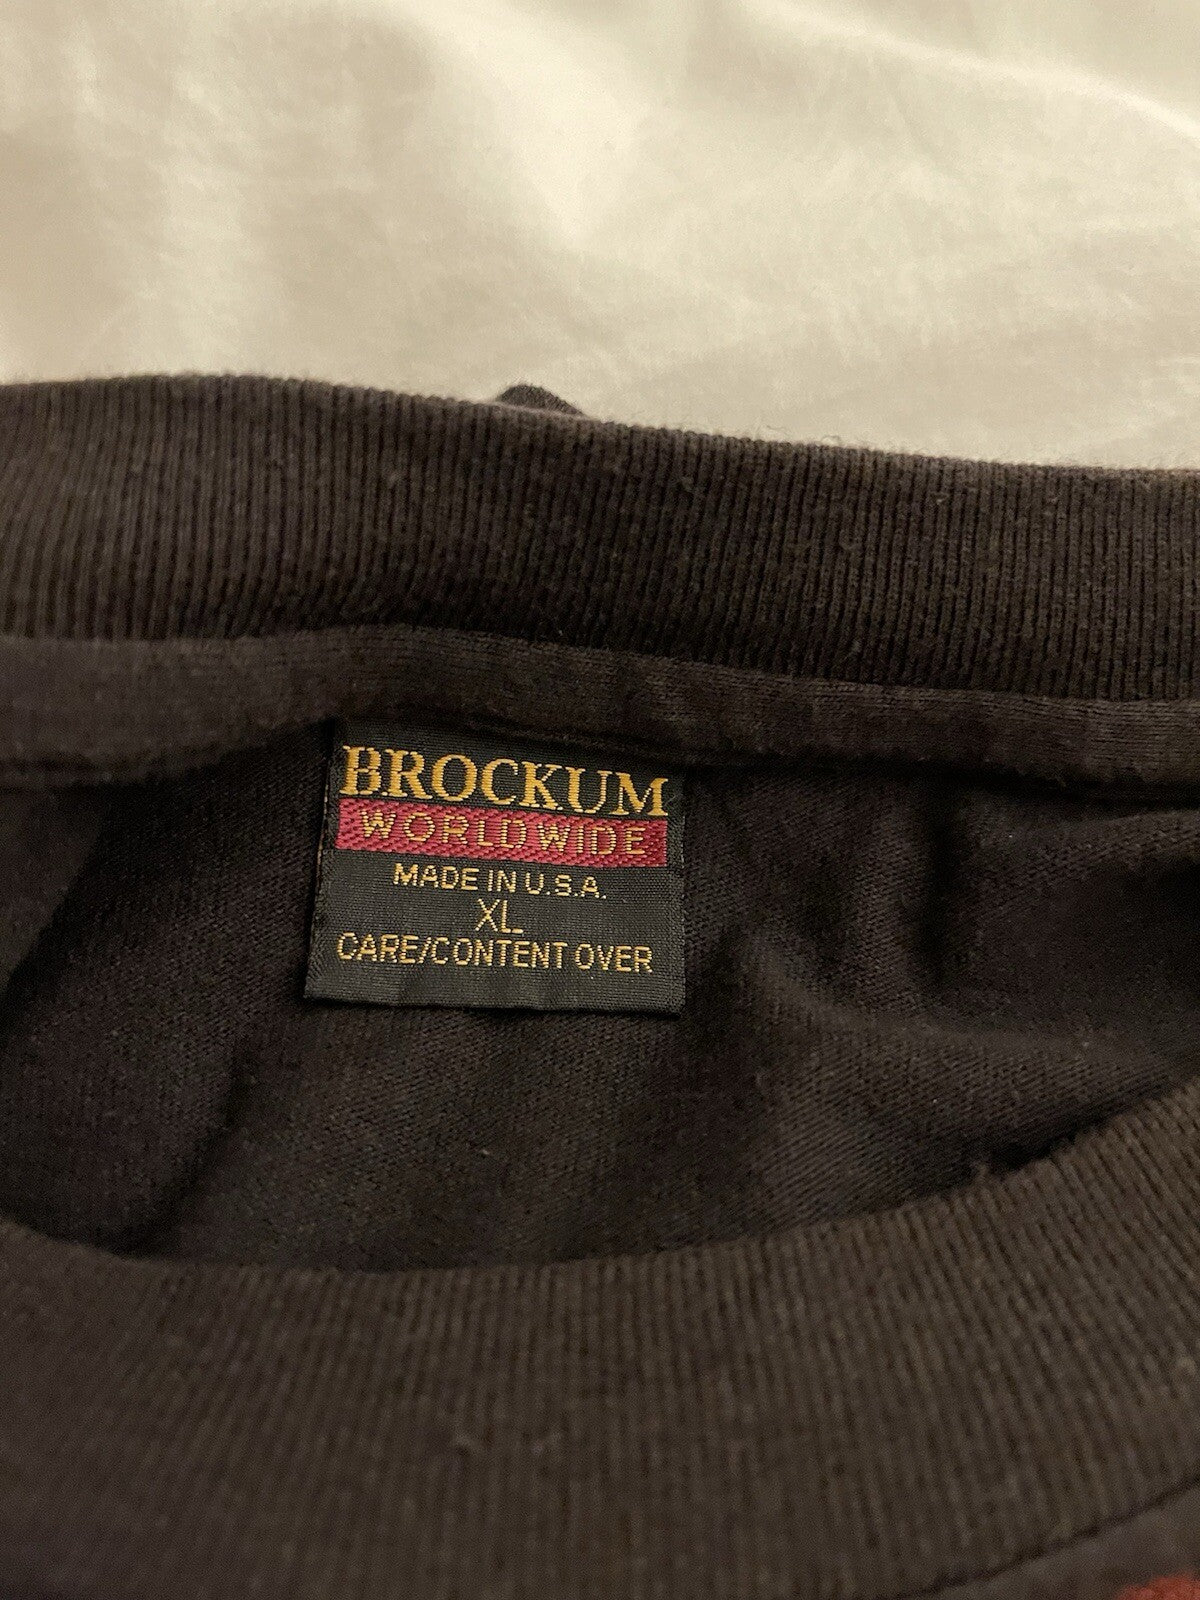 BROCKUM
WORLDWIDE
MADE IN U.S.A.
XL
CARE/CONTENT OVER